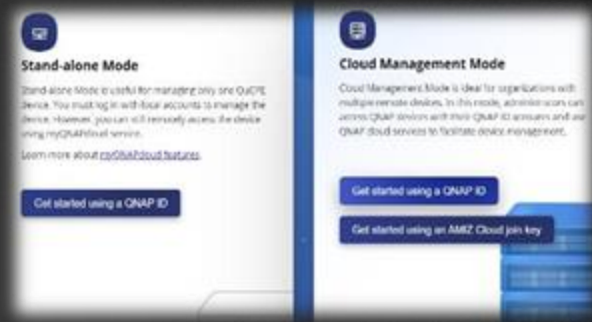 Stand-alone Mode
Stand-alone Mode is useful for managing only one QuCPE
device. You must log in with local accounts to manage the
device. However, you can still remotely access the device
using myQNAPcloud service.
Learn more about myQNAPcloud features.
Get started using a QNAP ID
Cloud Management Mode
Cloud Management Mode is ideal for organizations with
multiple remote devices. In this mode, administrators can
access QNAP devices with their QNAP ID accounts and use
QNAP cloud services to facilitate device management.
Get started using a QNAP ID
Get started using an AMIZ Cloud join key